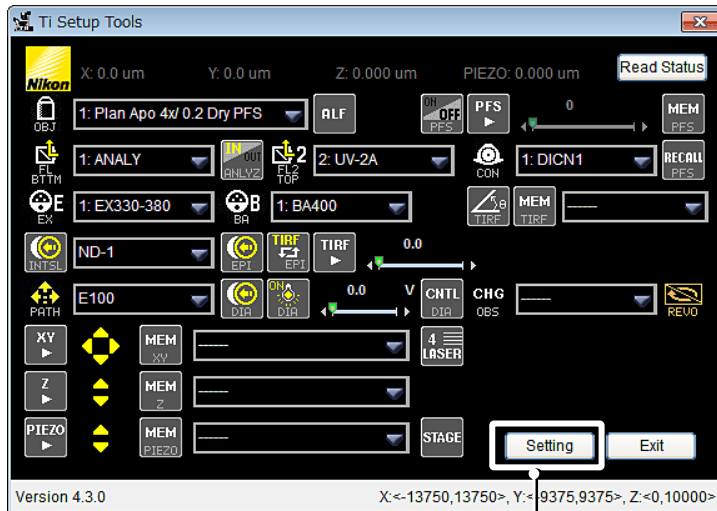 Ti Setup Tools
Nikon X: 0.0 um Y: 0.0 um Z: 0.000 um PIEZO: 0.000 um Read Status
OBJ 1: Plan Apo 4x/ 0.2 Dry PFS ALF ON OFF PFS PFS 0 MEM PFS
FL BTTM 1: ANALY IN OUT ANLYZ 2 FL2 TOP 2: UV-2A CON 1: DICN1 RECALL PFS
E EX 1: EX330-380 B BA 1: BA400 θ TIRF MEM TIRF ------
INTSL ND-1 EPI TIRF EPI TIRF 0.0
PATH E100 DIA ON DIA 0.0 V CNTL DIA CHG OBS ------ REVO
XY MEM XY ------ 4 LASER
Z MEM Z ------
PIEZO MEM PIEZO ------ STAGE Setting Exit
Version 4.3.0 X:<-13750,13750>, Y:<-9375,9375>, Z:<0,10000>